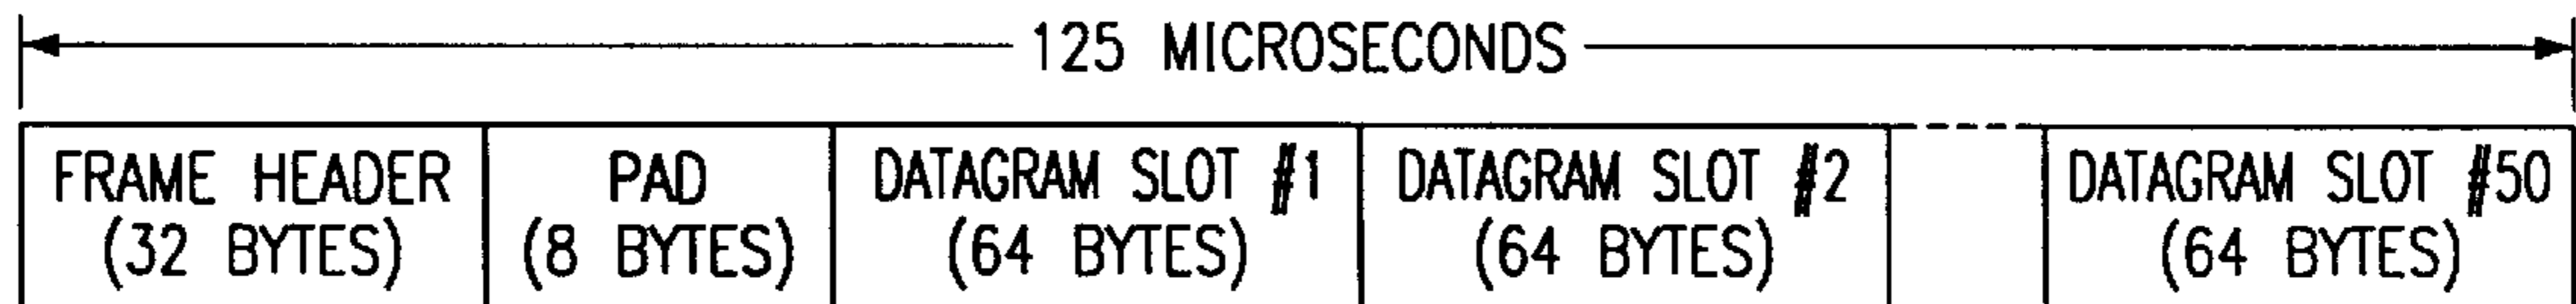 125 MICROSECONDS
FRAME HEADER
(32 BYTES)
PAD
(8 BYTES)
DATAGRAM SLOT #1
(64 BYTES)
DATAGRAM SLOT #2
(64 BYTES)
DATAGRAM SLOT #50
(64 BYTES)